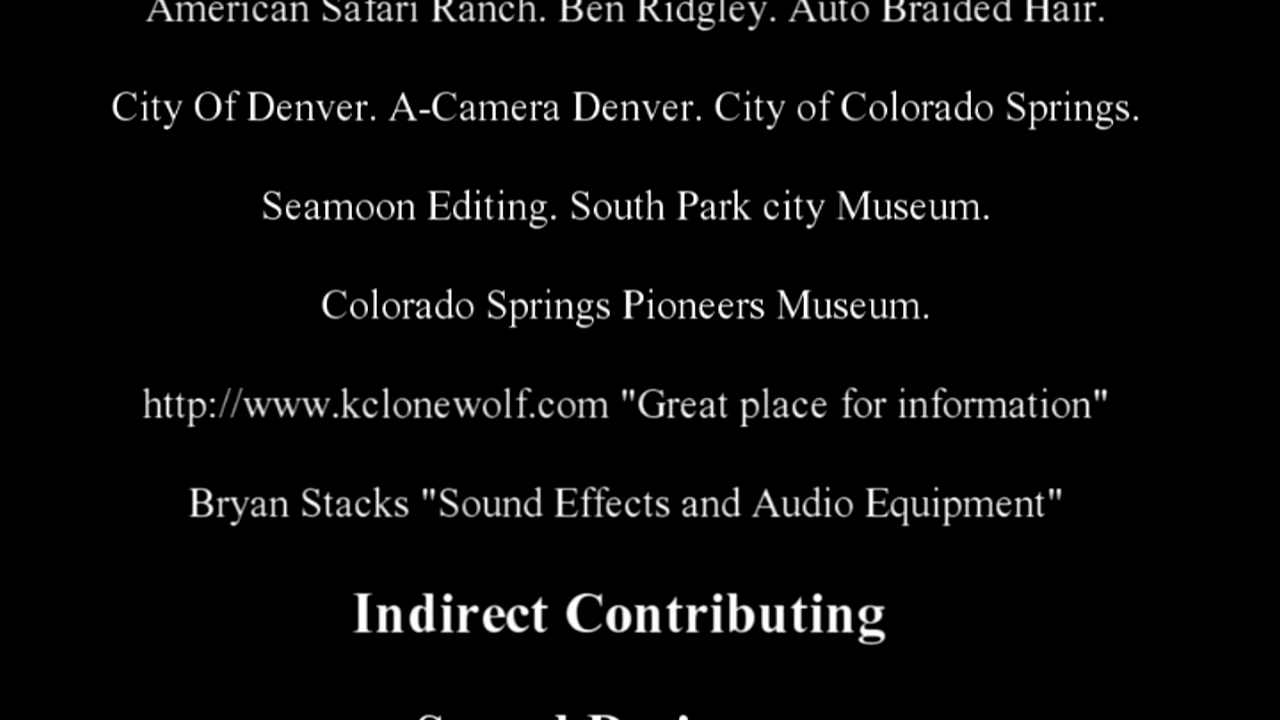 American Safari Ranch. Ben Ridgley. Auto Braided Hair.
City Of Denver. A-Camera Denver. City of Colorado Springs.
Seamoon Editing. South Park city Museum.
Colorado Springs Pioneers Museum.
http://www.kclonewolf.com "Great place for information"
Bryan Stacks "Sound Effects and Audio Equipment"
Indirect Contributing